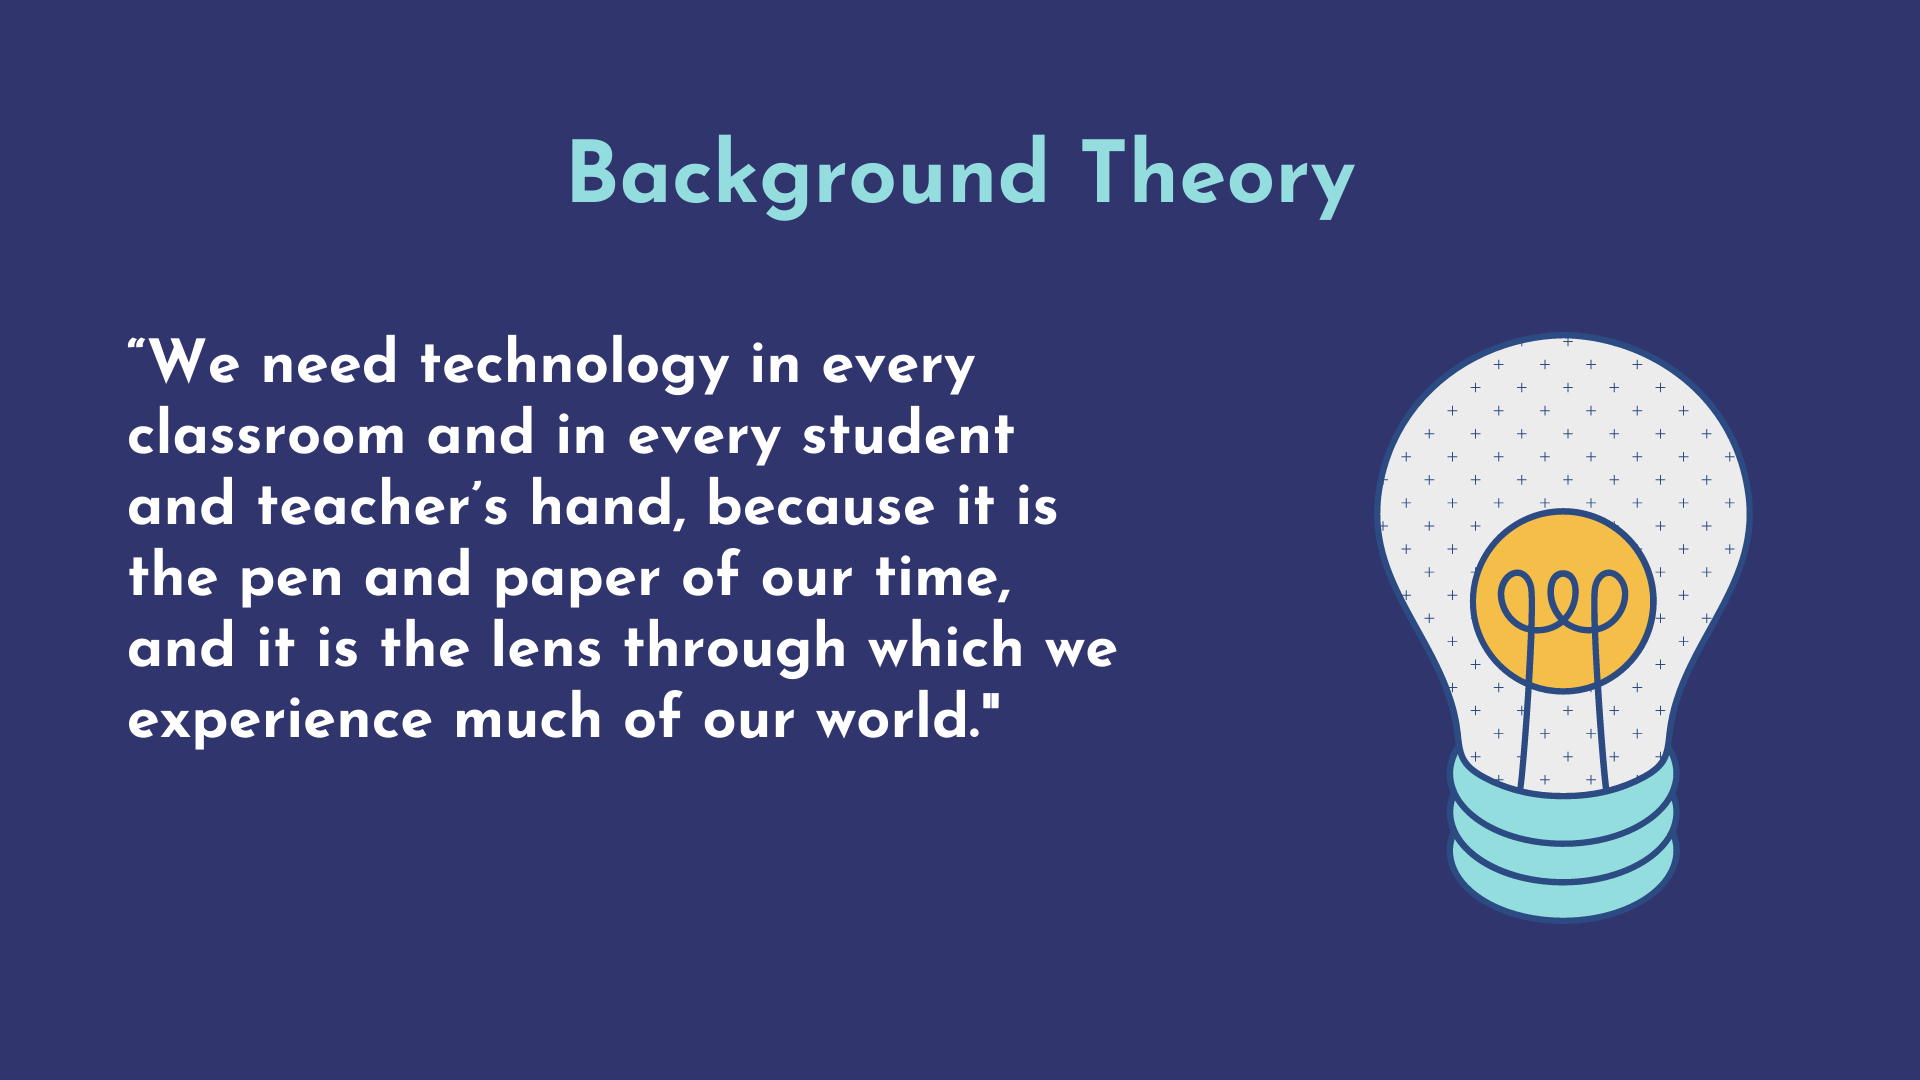 Background Theory
“We need technology in every
classroom and in every student
and teacher’s hand, because it is
the pen and paper of our time,
and it is the lens through which we
experience much of our world."